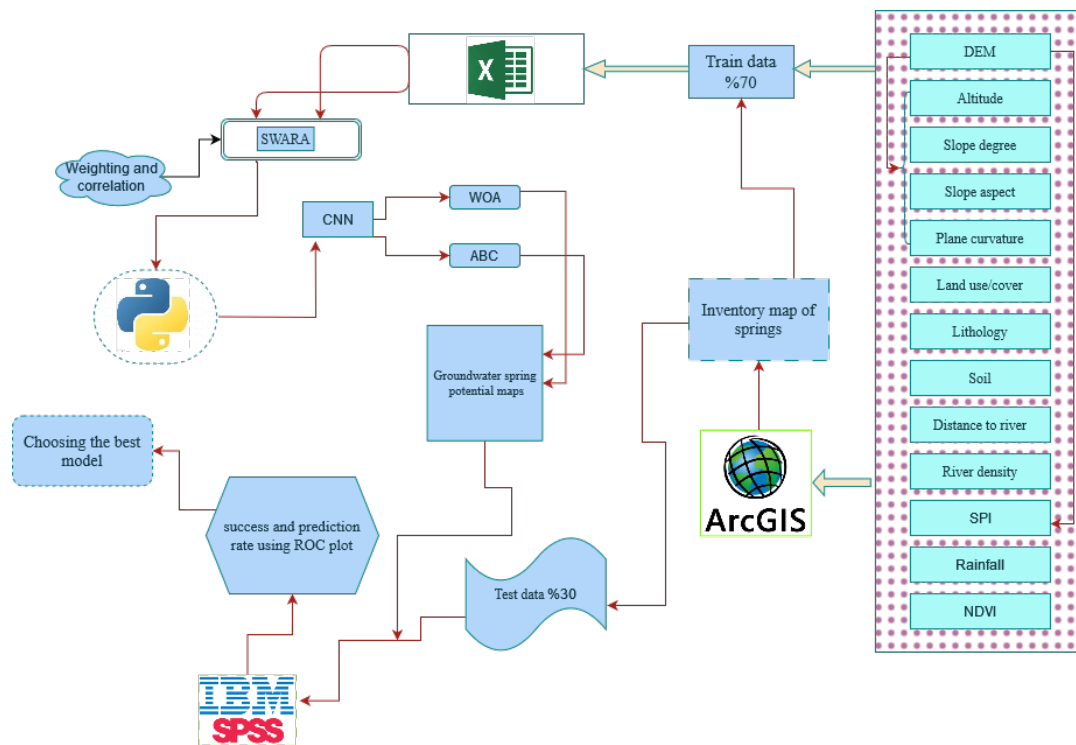 DEM
Altitude
Slope degree
Slope aspect
Plane curvature
Land use/cover
Lithology
Soil
Distance to river
River density
SPI
Rainfall
NDVI
Train data
%70
X
SWARA
Weighting and
correlation
CNN
WOA
ABC
Inventory map of
springs
ArcGIS
Groundwater spring
potential maps
Test data %30
IBM
SPSS
success and prediction
rate using ROC plot
Choosing the best
model